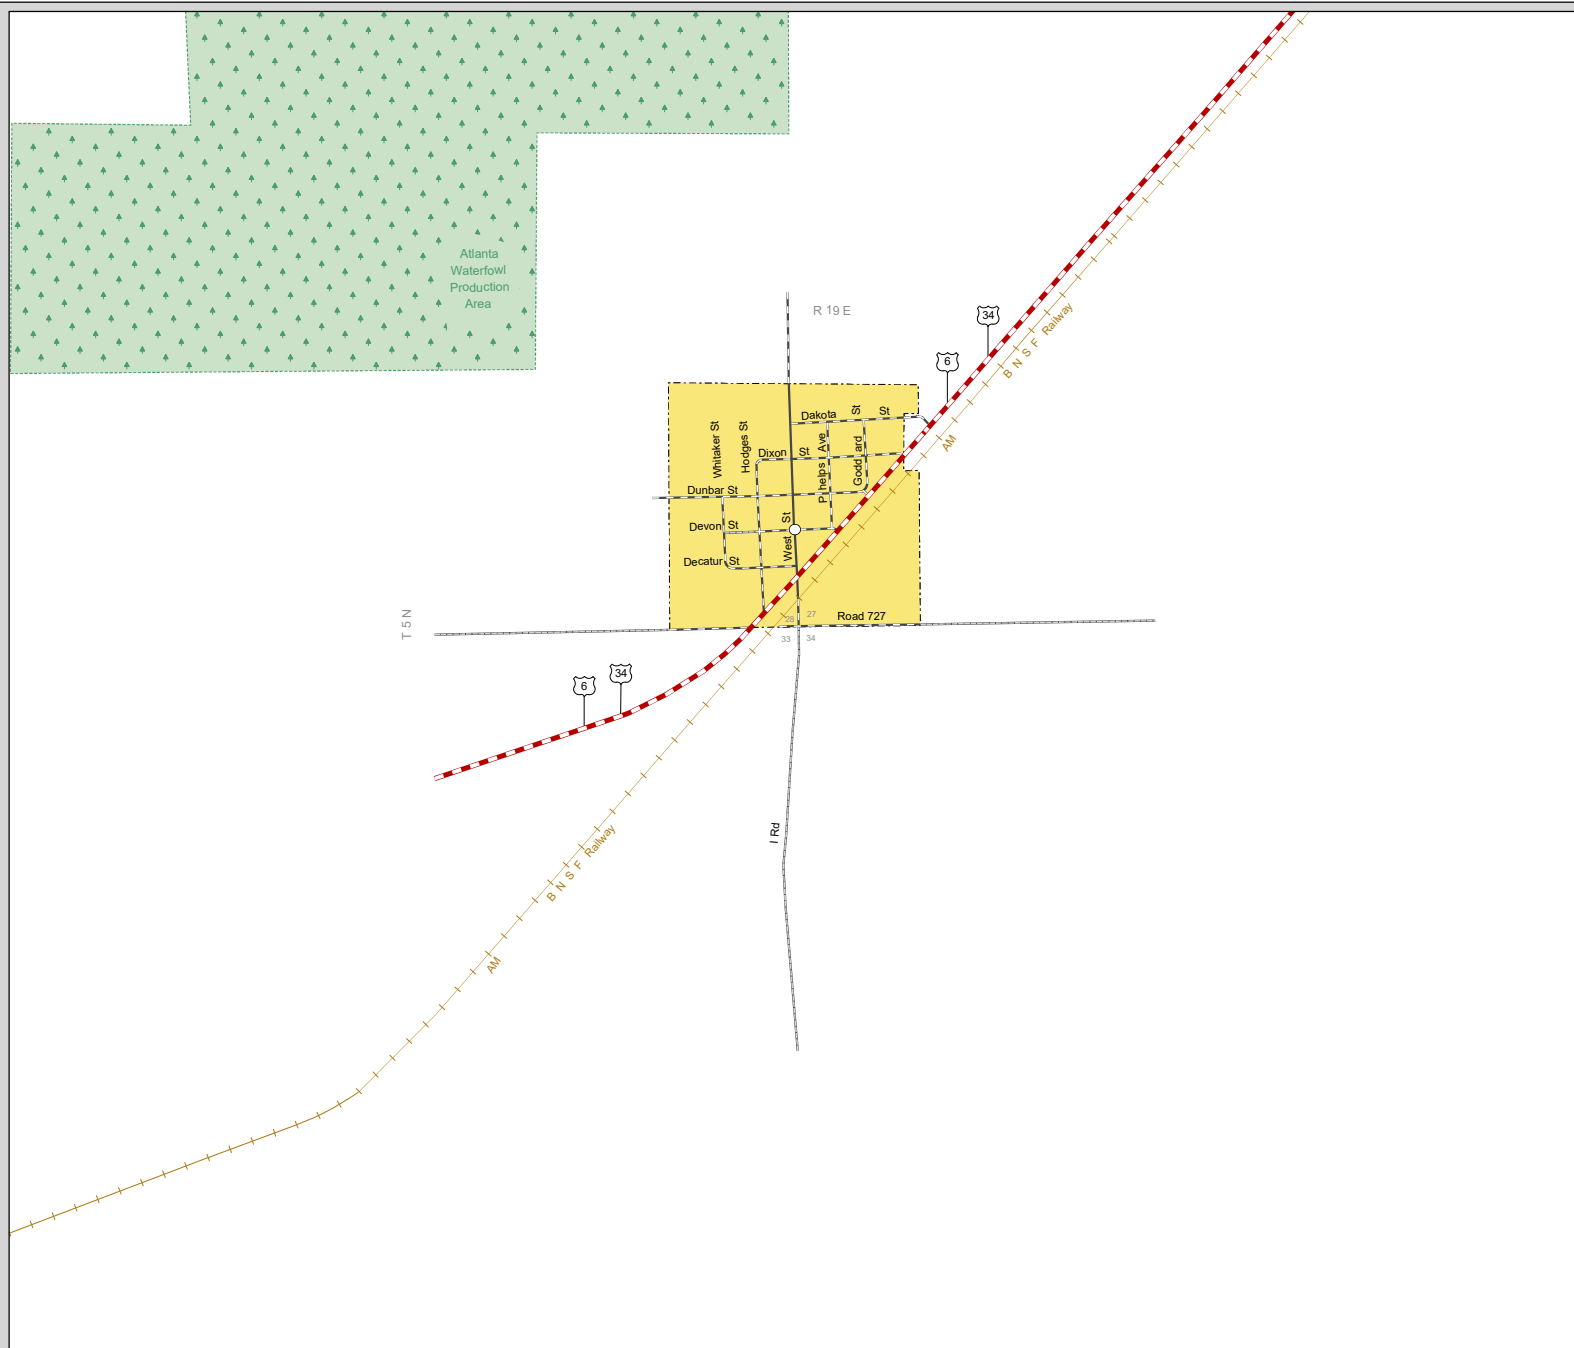 Atlanta
Waterfowl
Production
Area
R 19 E
34
6
B N S F Railway
AM
Dakota St
Whitaker St
Hodges St
Dixon St
Phelps Ave
Godd ard St
Dunbar St
Devon St
West St
Decatur St
T 5 N
28
27
Road 727
33
34
6
34
I Rd
B N S F Railway
AM